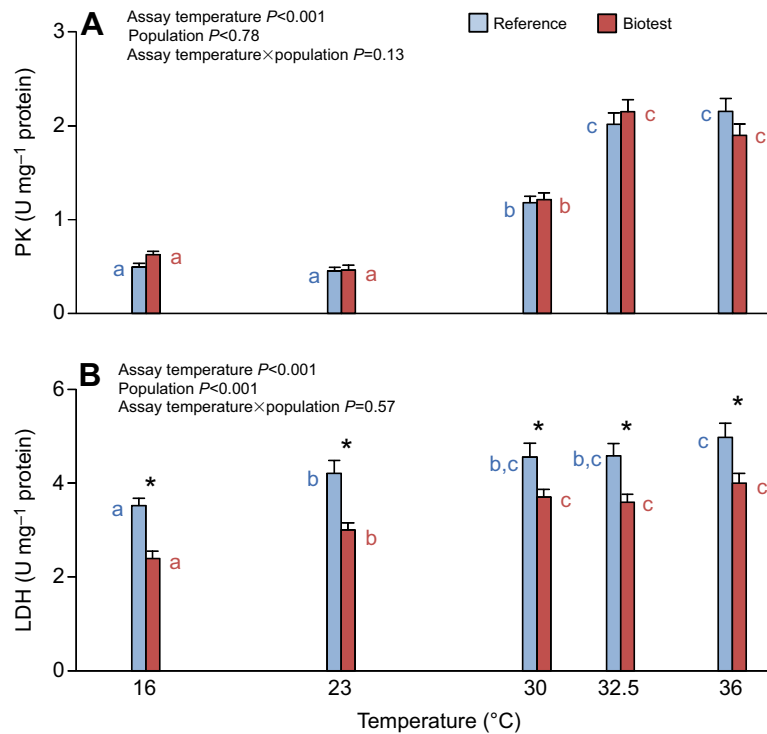 A
Assay temperature P<0.001
Population P<0.78
Assay temperature×population P=0.13
Reference
Biotest
3
2
1
0
PK (U mg⁻¹ protein)
a
a
a
a
b
b
c
c
c
c
B
Assay temperature P<0.001
Population P<0.001
Assay temperature×population P=0.57
6
4
2
0
LDH (U mg⁻¹ protein)
a
*
a
b
*
b
b,c
*
c
b,c
*
c
c
*
c
16
23
30
32.5
36
Temperature (°C)